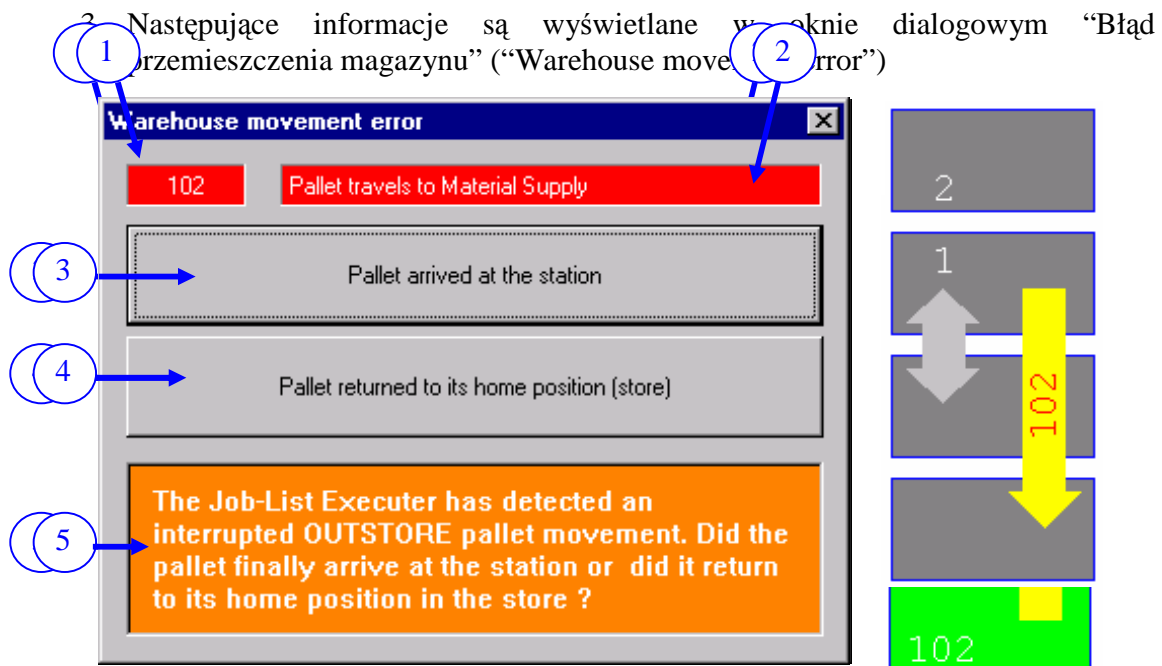 3. Następujące informacje są wyświetlane w oknie dialogowym “Błąd
przemieszczenia magazynu” (“Warehouse error”)
1
2
Warehouse movement error
102
Pallet travels to Material Supply
3
Pallet arrived at the station
4
Pallet returned to its home position (store)
5
The Job-List Executer has detected an
interrupted OUTSTORE pallet movement. Did the
pallet finally arrive at the station or did it return
to its home position in the store ?
2
1
102
102